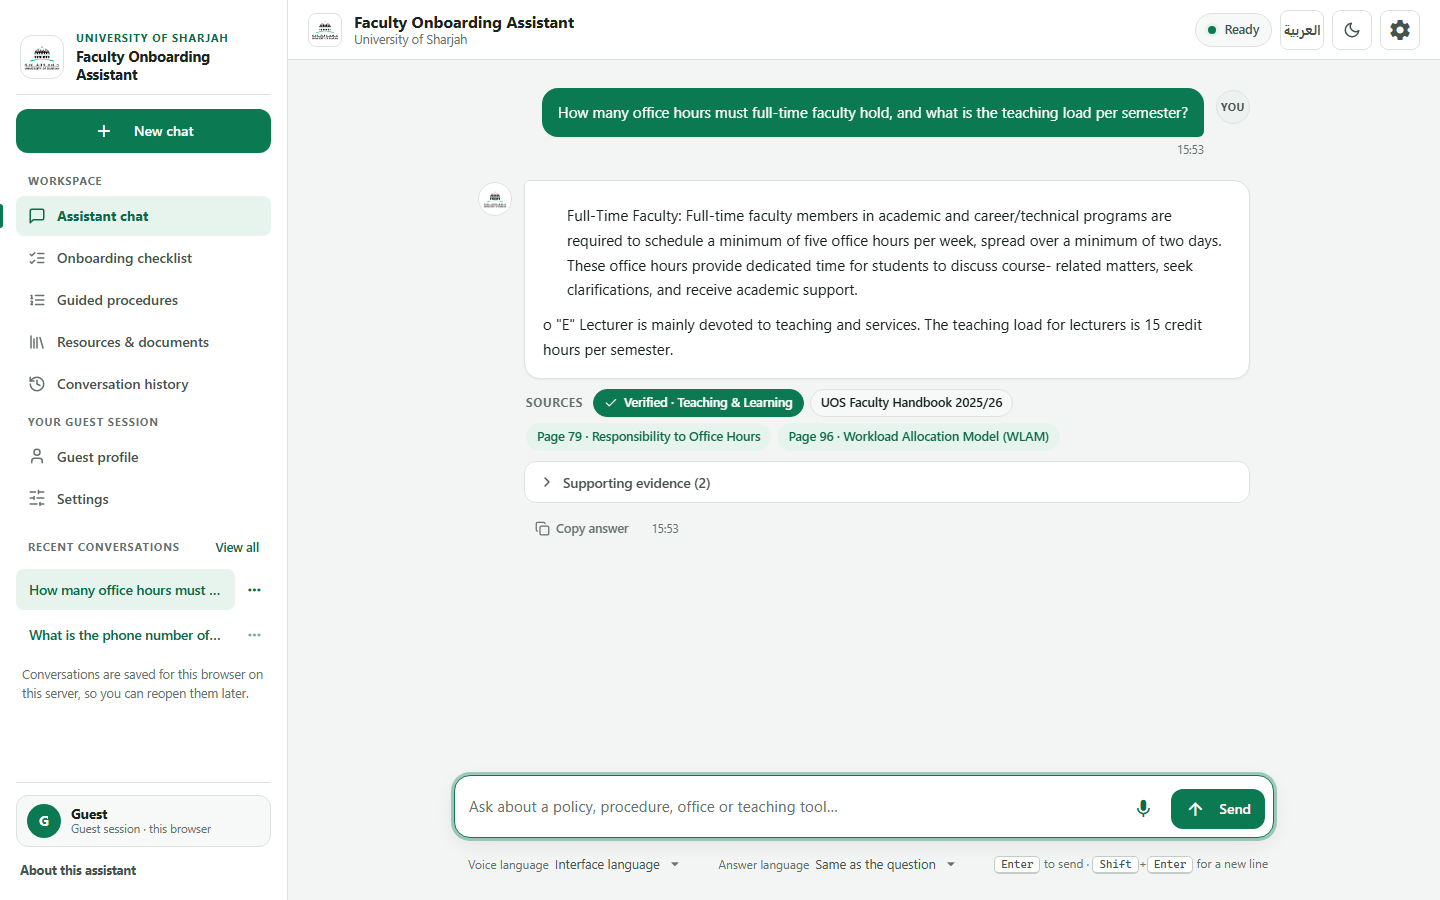 UNIVERSITY OF SHARJAH
Faculty Onboarding
Assistant
New chat
WORKSPACE
Assistant chat
Onboarding checklist
Guided procedures
Resources & documents
Conversation history
YOUR GUEST SESSION
Guest profile
Settings
RECENT CONVERSATIONS View all
How many office hours must ...
What is the phone number of...
Conversations are saved for this browser on
this server, so you can reopen them later.
G
Guest
Guest session · this browser
About this assistant
Faculty Onboarding Assistant
University of Sharjah
Ready
العربية
How many office hours must full-time faculty hold, and what is the teaching load per semester?
YOU
15:53
Full-Time Faculty: Full-time faculty members in academic and career/technical programs are
required to schedule a minimum of five office hours per week, spread over a minimum of two days.
These office hours provide dedicated time for students to discuss course- related matters, seek
clarifications, and receive academic support.
o "E" Lecturer is mainly devoted to teaching and services. The teaching load for lecturers is 15 credit
hours per semester.
SOURCES Verified · Teaching & Learning UOS Faculty Handbook 2025/26
Page 79 · Responsibility to Office Hours Page 96 · Workload Allocation Model (WLAM)
Supporting evidence (2)
Copy answer 15:53
Ask about a policy, procedure, office or teaching tool...
Send
Voice language Interface language Answer language Same as the question Enter to send · Shift+Enter for a new line